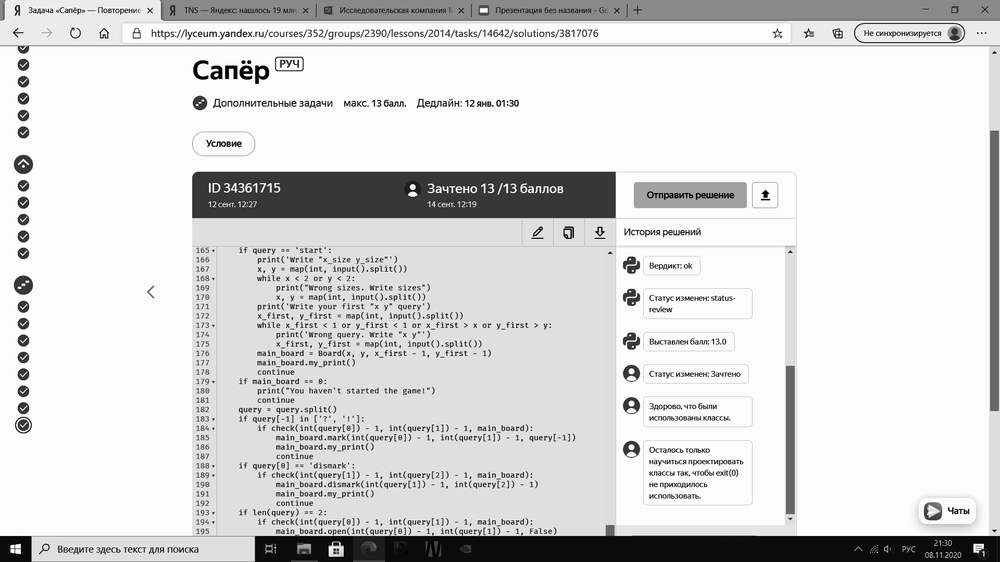 Задача «Сапёр» — Повторение
TNS — Яндекс: нашлось 19 млн
Исследовательская компания
Презентация без названия - Go
https://lyceum.yandex.ru/courses/352/groups/2390/lessons/2014/tasks/14642/solutions/3817076
Не синхронизируется
Сапёр РУЧ
Дополнительные задачи макс. 13 балл. Дедлайн: 12 янв. 01:30
Условие
ID 34361715
12 сент. 12:27
Зачтено 13 /13 баллов
14 сент. 12:19
Отправить решение
История решений
165 if query == 'start':
166 print('Write "x_size y_size"')
167 x, y = map(int, input().split())
168 while x < 2 or y < 2:
169 print("Wrong sizes. Write sizes")
170 x, y = map(int, input().split())
171 print('Write your first "x y" query')
172 x_first, y_first = map(int, input().split())
173 while x_first < 1 or y_first < 1 or x_first > x or y_first > y:
174 print('Wrong query. Write "x y"')
175 x_first, y_first = map(int, input().split())
176 main_board = Board(x, y, x_first - 1, y_first - 1)
177 main_board.my_print()
178 continue
179 if main_board == 0:
180 print("You haven't started the game!")
181 continue
182 query = query.split()
183 if query[-1] in ['?', '!']:
184 if check(int(query[0]) - 1, int(query[1]) - 1, main_board):
185 main_board.mark(int(query[0]) - 1, int(query[1]) - 1, query[-1])
186 main_board.my_print()
187 continue
188 if query[0] == 'dismark':
189 if check(int(query[1]) - 1, int(query[2]) - 1, main_board):
190 main_board.dismark(int(query[1]) - 1, int(query[2]) - 1)
191 main_board.my_print()
192 continue
193 if len(query) == 2:
194 if check(int(query[0]) - 1, int(query[1]) - 1, main_board):
195 main_board.open(int(query[0]) - 1, int(query[1]) - 1, False)
Вердикт: ok
Статус изменен: status-
review
Выставлен балл: 13.0
Статус изменен: Зачтено
Здорово, что были
использованы классы.
Осталось только
научиться проектировать
классы так, чтобы exit(0)
не приходилось
использовать.
Чаты
Введите здесь текст для поиска
РУС
21:30
08.11.2020
1